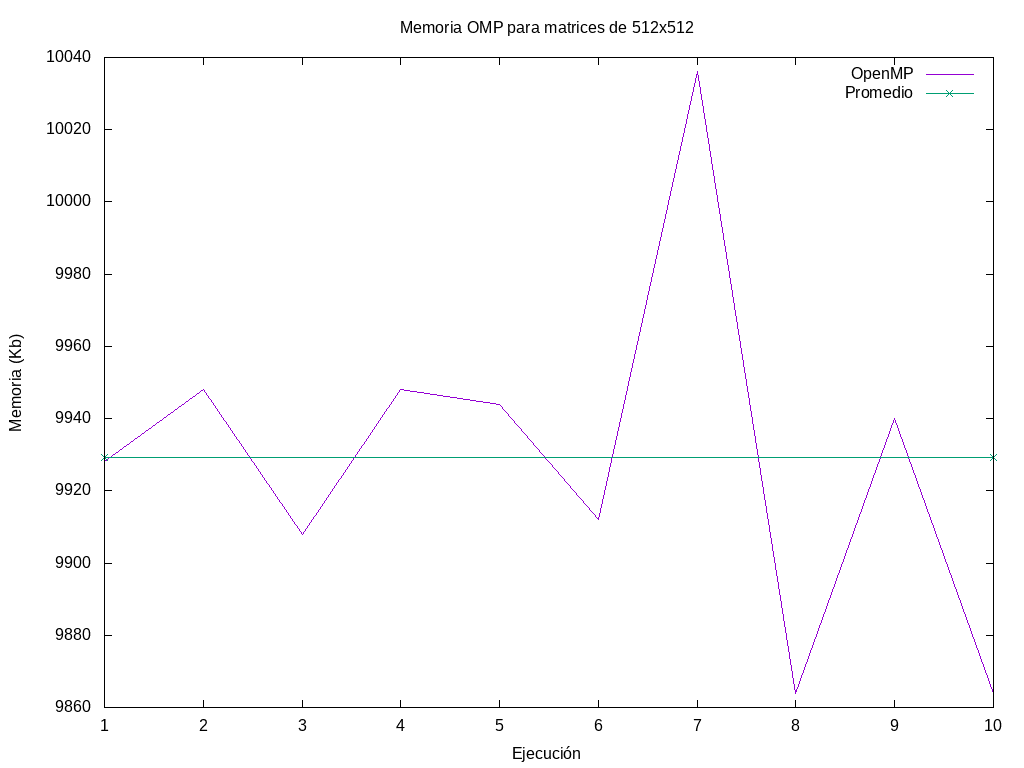 Memoria OMP para matrices de 512x512
OpenMP
Promedio
10040
10020
10000
9980
9960
9940
9920
9900
9880
9860
Memoria (Kb)
1 2 3 4 5 6 7 8 9 10
Ejecución